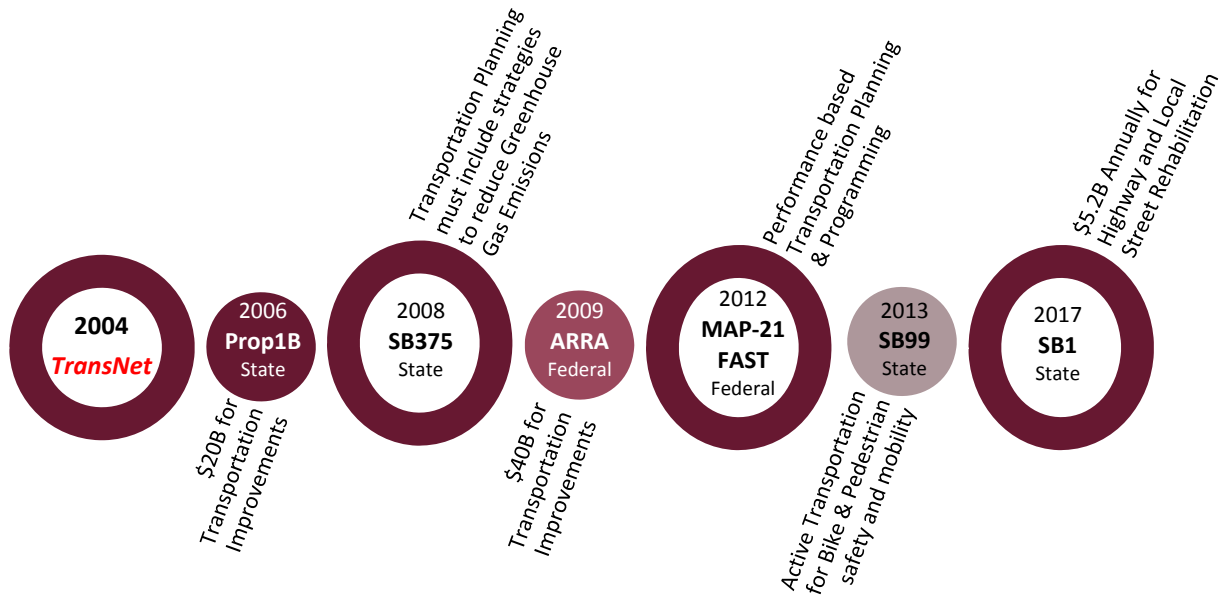 2004
TransNet
2006
Prop1B
State
$20B for
Transportation
Improvements
Transportation Planning
must include strategies
to reduce Greenhouse
Gas Emissions
2008
SB375
State
2009
ARRA
Federal
$40B for
Transportation
Improvements
Performance based
Transportation Planning
& Programming
2012
MAP-21
FAST
Federal
2013
SB99
State
Active Transportation
for Bike & Pedestrian
safety and mobility
$5.2B Annually for
Highway and Local
Street Rehabilitation
2017
SB1
State